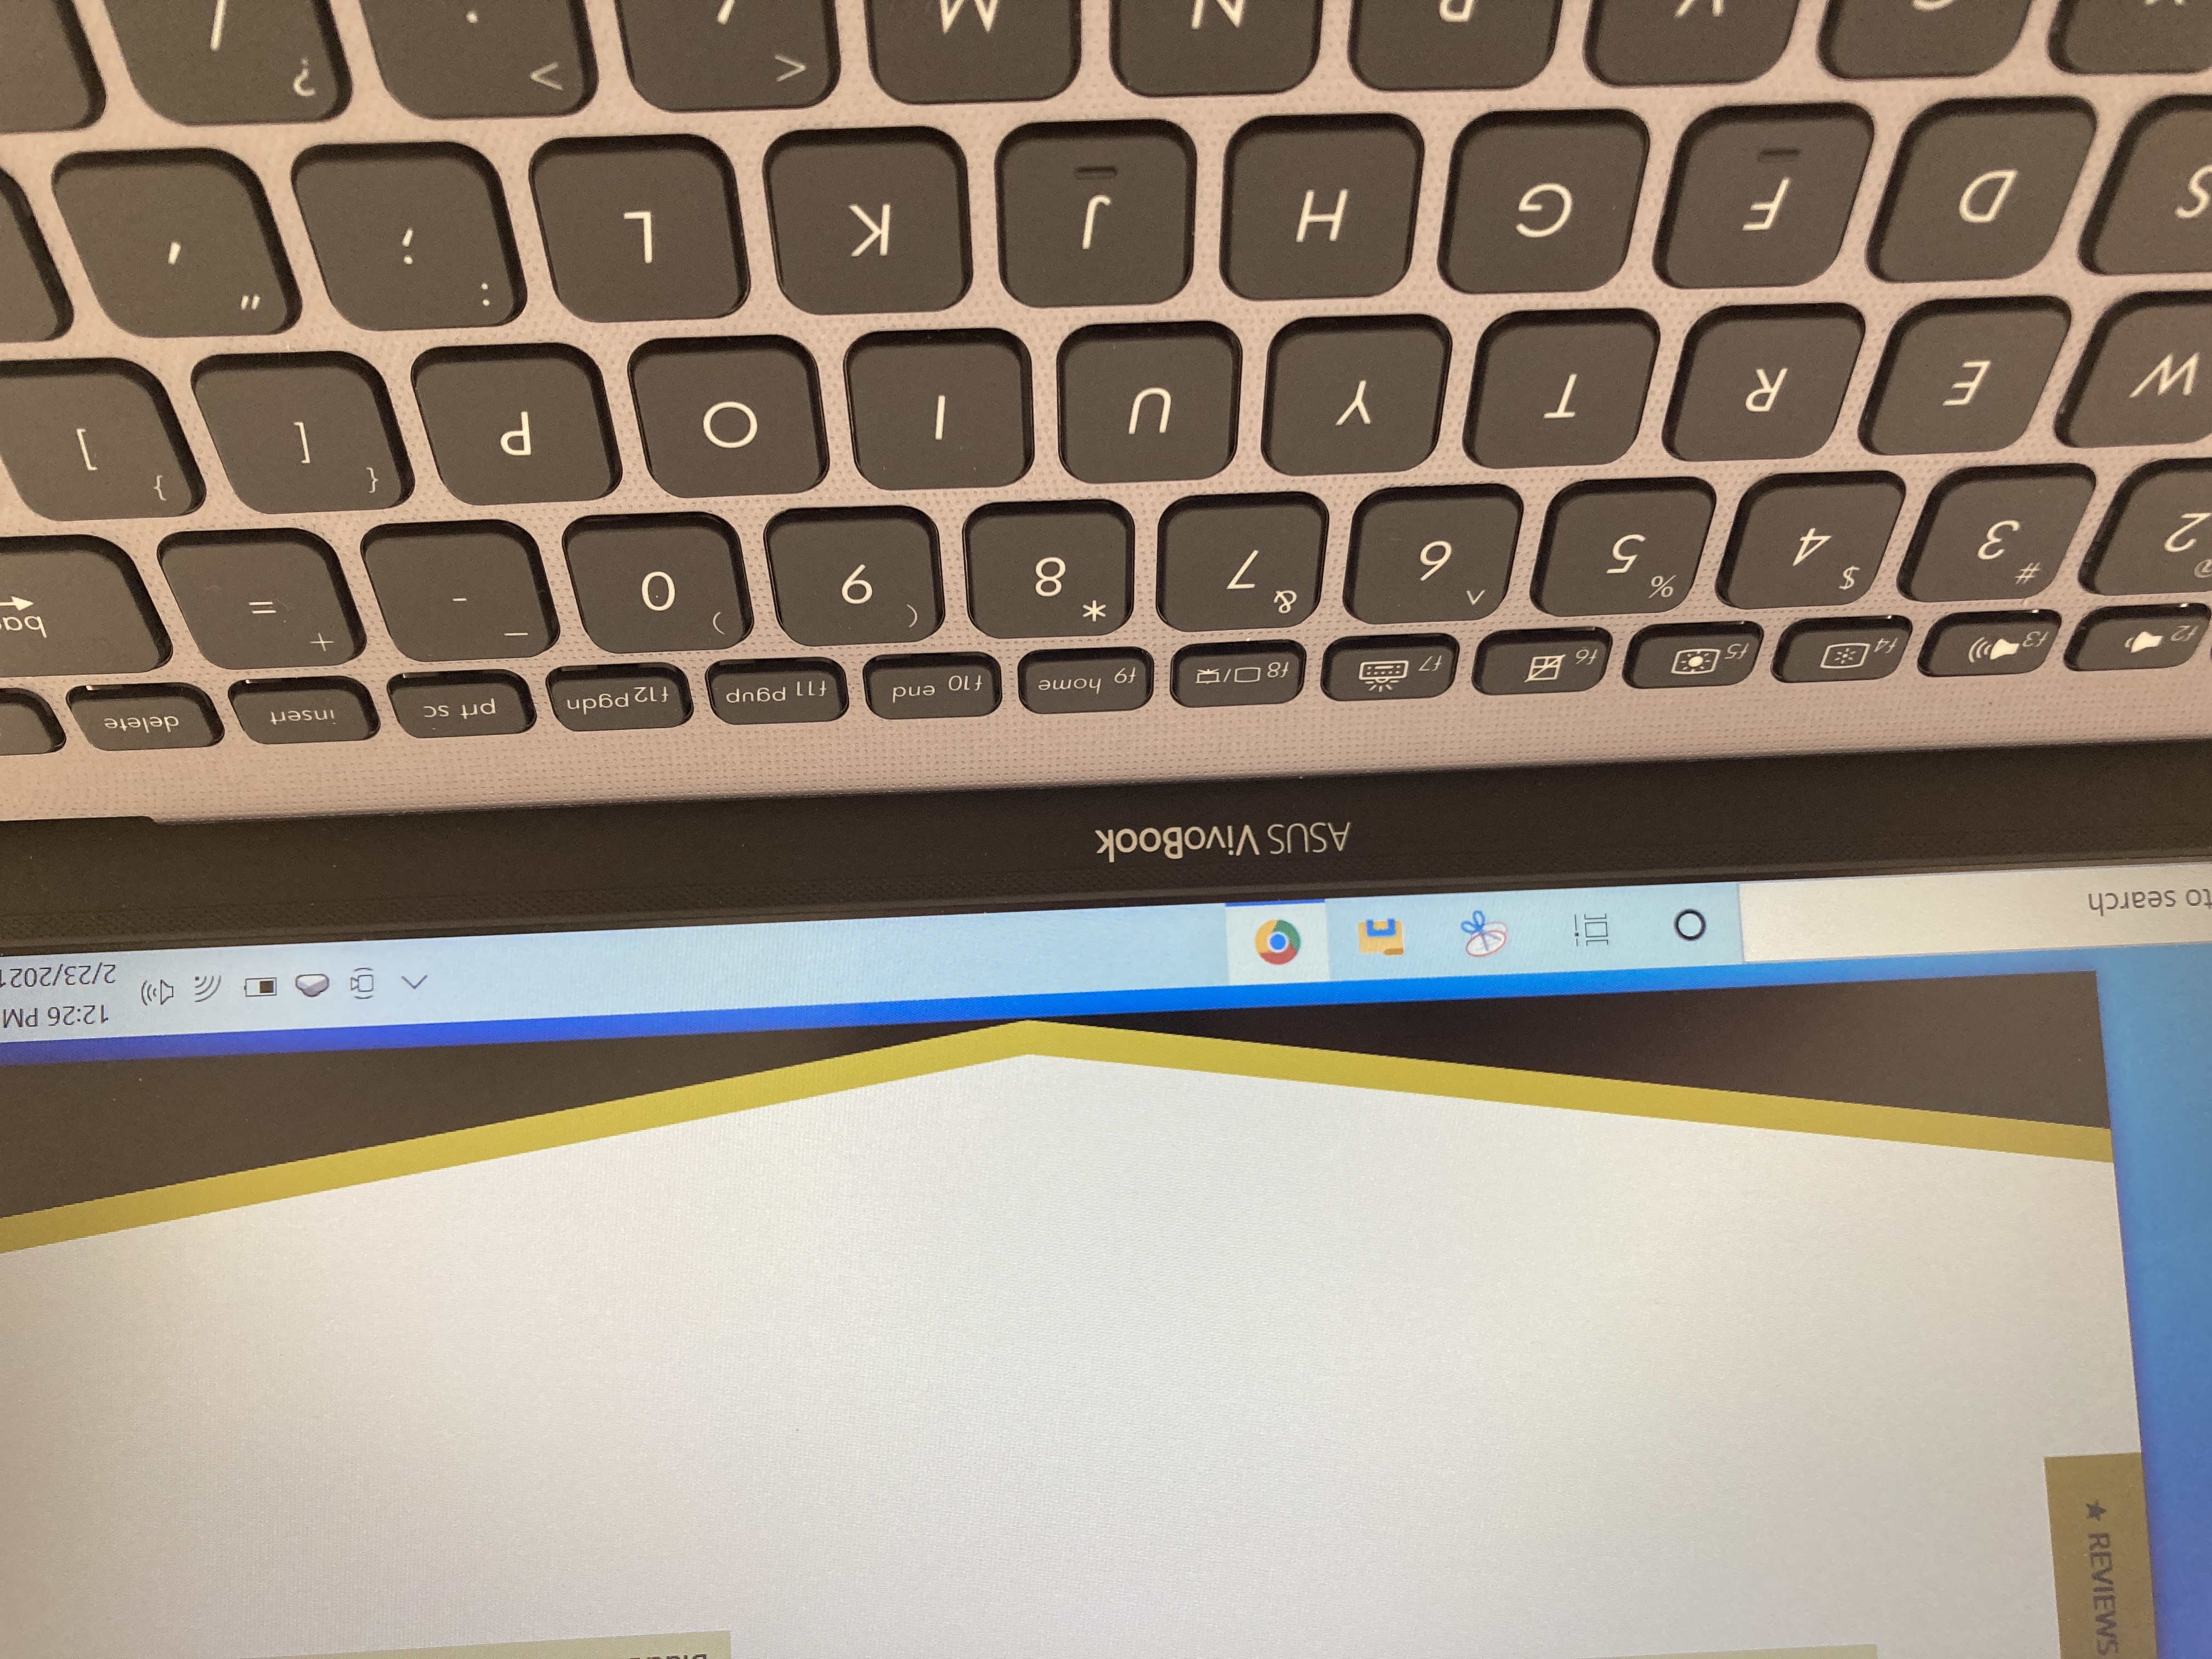 ★ REVIEWS
12:26 PM
2/23/2021
to search
ASUS VivoBook
f2 f3 f4 f5 f6 f7 f8 f9 home f10 end f11 pgup f12 pgdn prt sc insert delete
@ 2 # 3 $ 4 % 5 ^ 6 & 7 * 8 ( 9 ) 0 — - + =
W E R T Y U I O P { [ } ]
S D F G H J K L : ; " '
V B N M < , > . ? /